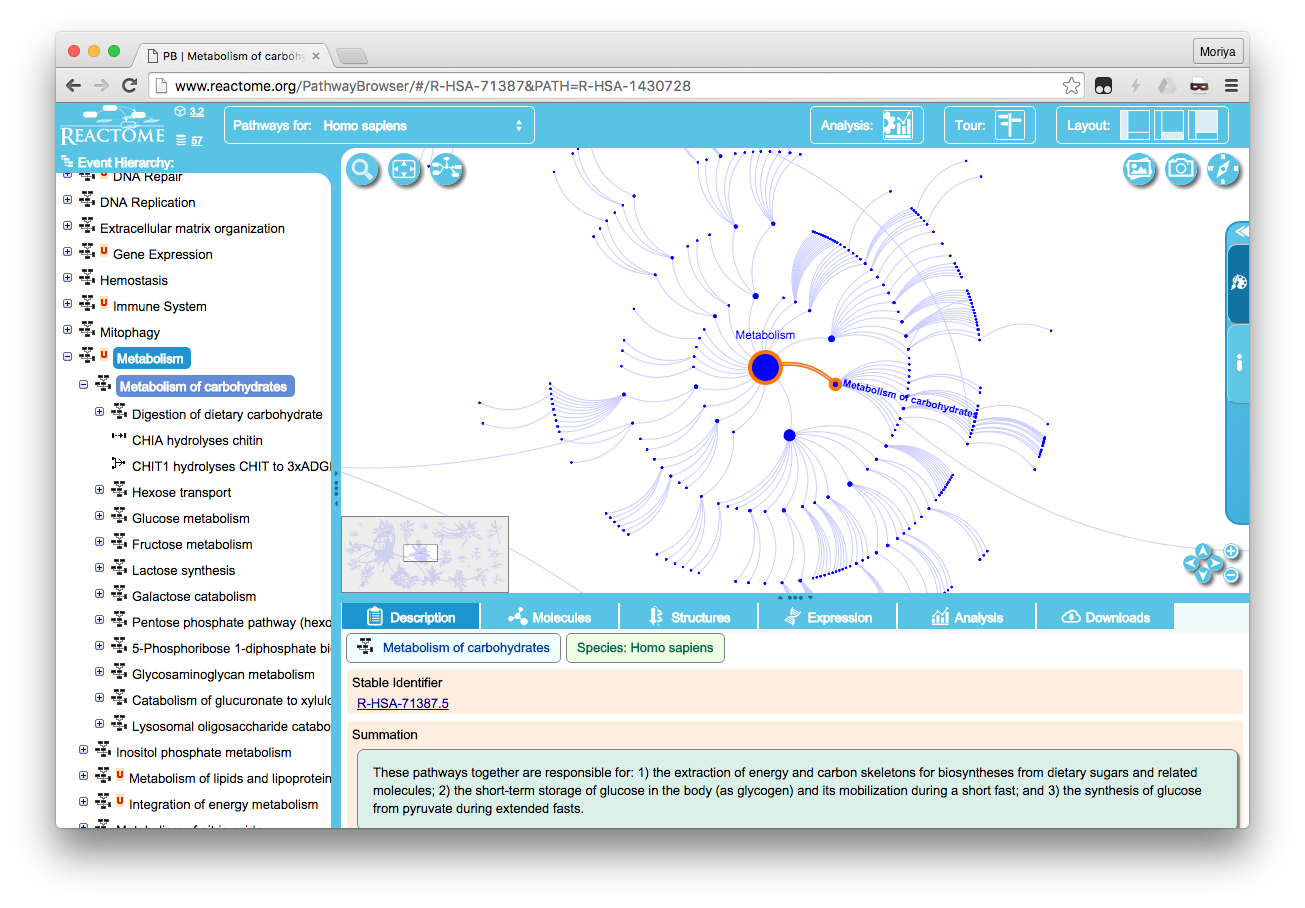 PB | Metabolism of carbohy
Moriya
www.reactome.org/PathwayBrowser/#/R-HSA-71387&PATH=R-HSA-1430728
REACTOME
3.2
57
Pathways for: Homo sapiens
Analysis:
Tour:
Layout:
Event Hierarchy:
DNA Repair
DNA Replication
Extracellular matrix organization
U Gene Expression
Hemostasis
U Immune System
Mitophagy
U Metabolism
Metabolism of carbohydrates
Digestion of dietary carbohydrate
CHIA hydrolyses chitin
CHIT1 hydrolyses CHIT to 3xADGI
Hexose transport
Glucose metabolism
Fructose metabolism
Lactose synthesis
Galactose catabolism
Pentose phosphate pathway (hexo
5-Phosphoribose 1-diphosphate bi
Glycosaminoglycan metabolism
Catabolism of glucuronate to xylulo
Lysosomal oligosaccharide catabo
Inositol phosphate metabolism
U Metabolism of lipids and lipoprotein
U Integration of energy metabolism
Metabolism
Metabolism of carbohydrates
Description
Molecules
Structures
Expression
Analysis
Downloads
Metabolism of carbohydrates
Species: Homo sapiens
Stable Identifier
R-HSA-71387.5
Summation
These pathways together are responsible for: 1) the extraction of energy and carbon skeletons for biosyntheses from dietary sugars and related
molecules; 2) the short-term storage of glucose in the body (as glycogen) and its mobilization during a short fast; and 3) the synthesis of glucose
from pyruvate during extended fasts.